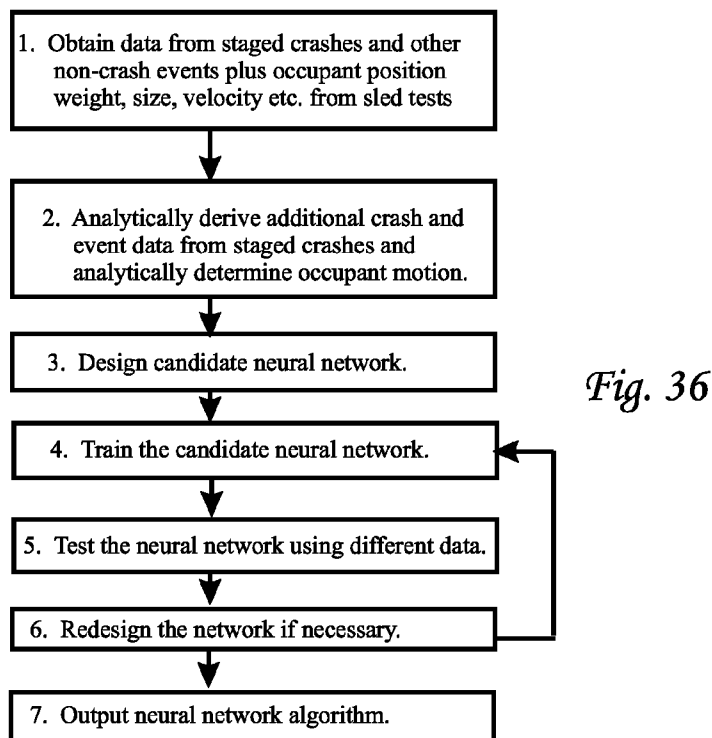 1. Obtain data from staged crashes and other
non-crash events plus occupant position
weight, size, velocity etc. from sled tests
2. Analytically derive additional crash and
event data from staged crashes and
analytically determine occupant motion.
3. Design candidate neural network.
Fig. 36
4. Train the candidate neural network.
5. Test the neural network using different data.
6. Redesign the network if necessary.
7. Output neural network algorithm.